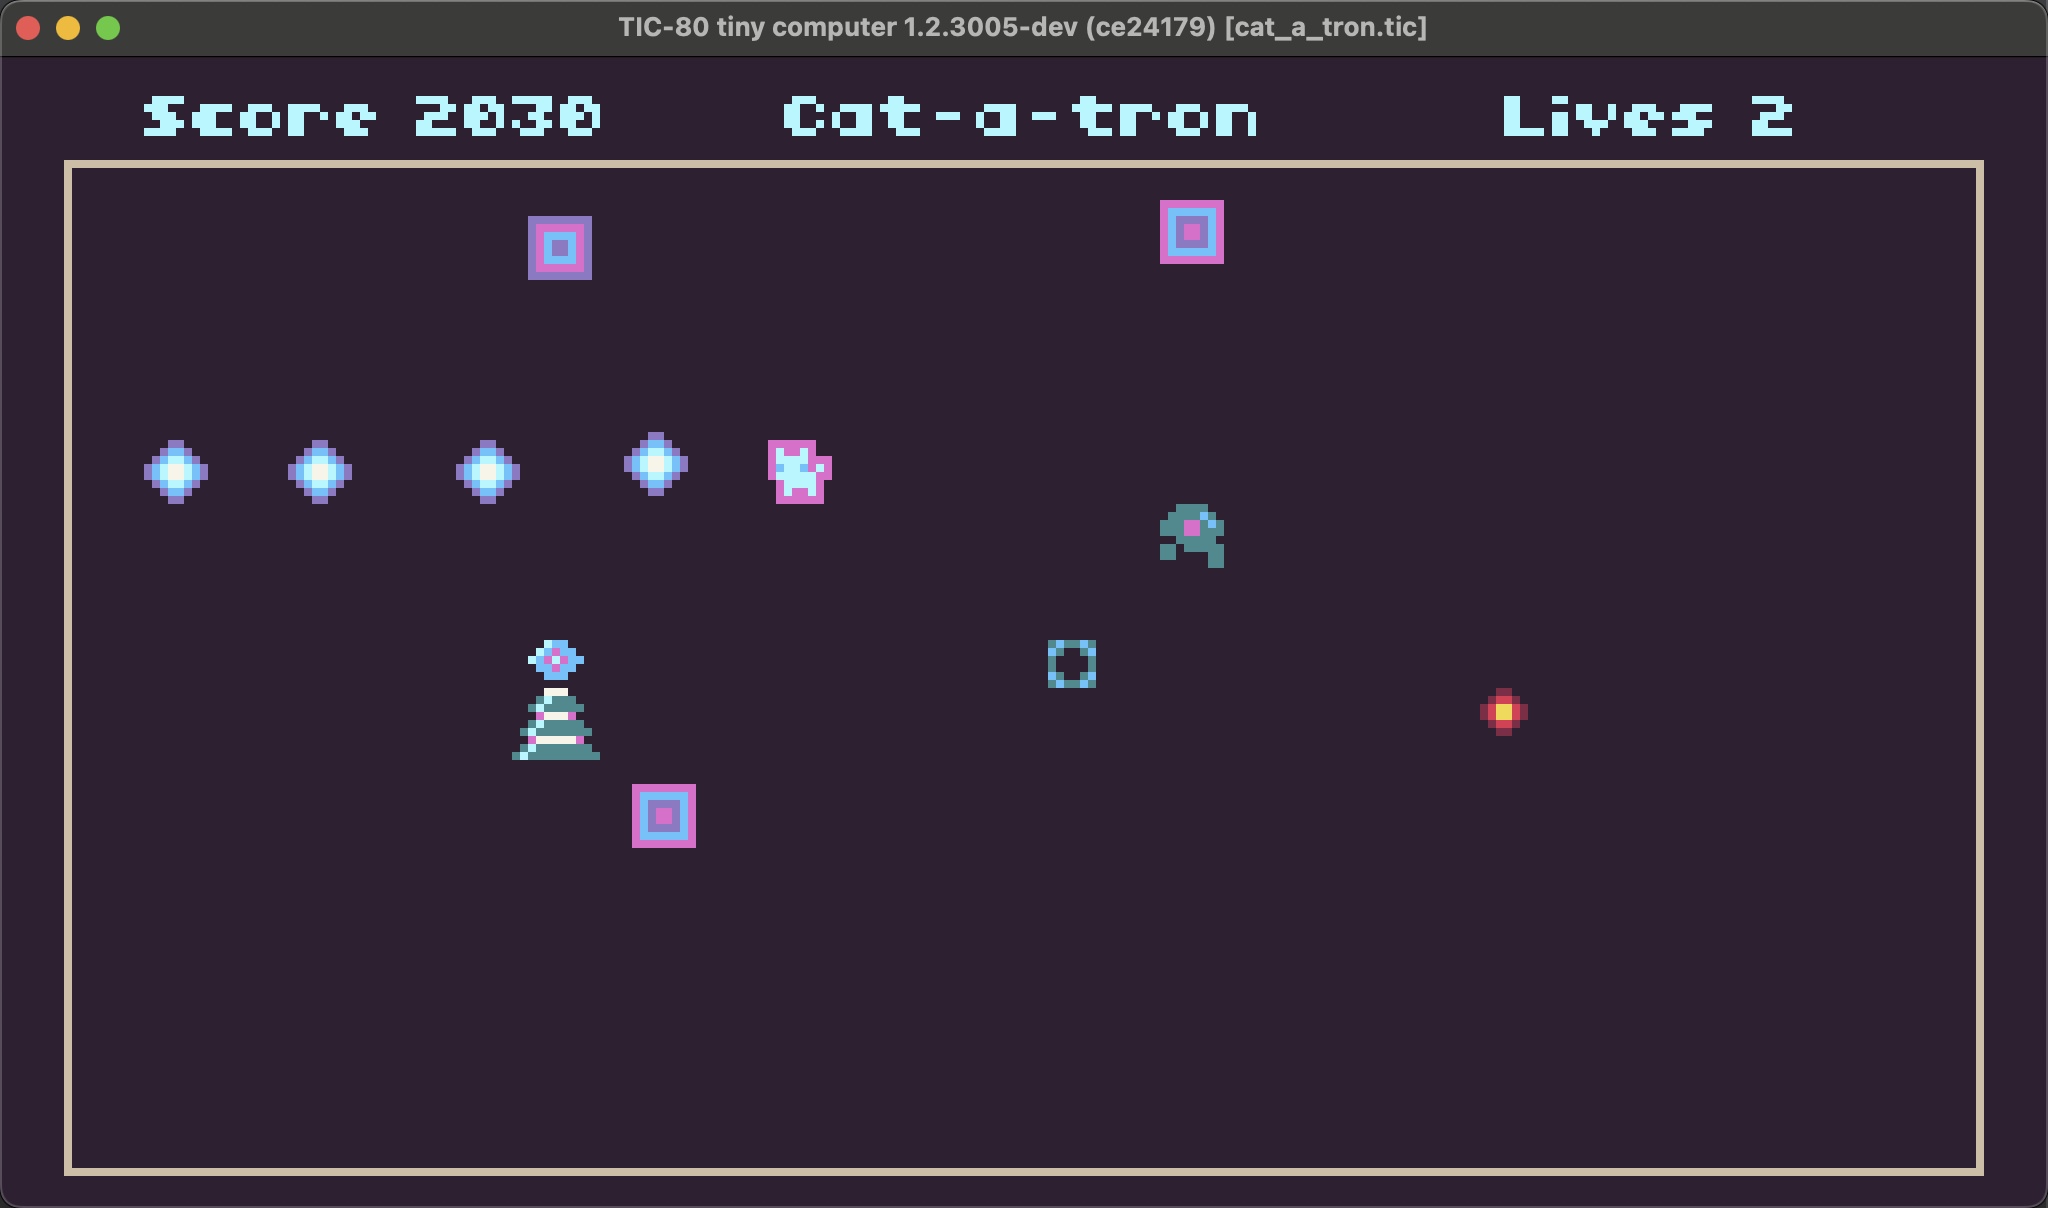 TIC-80 tiny computer 1.2.3005-dev (ce24179) [cat_a_tron.tic]
Score 2030 Cat-a-tron Lives 2